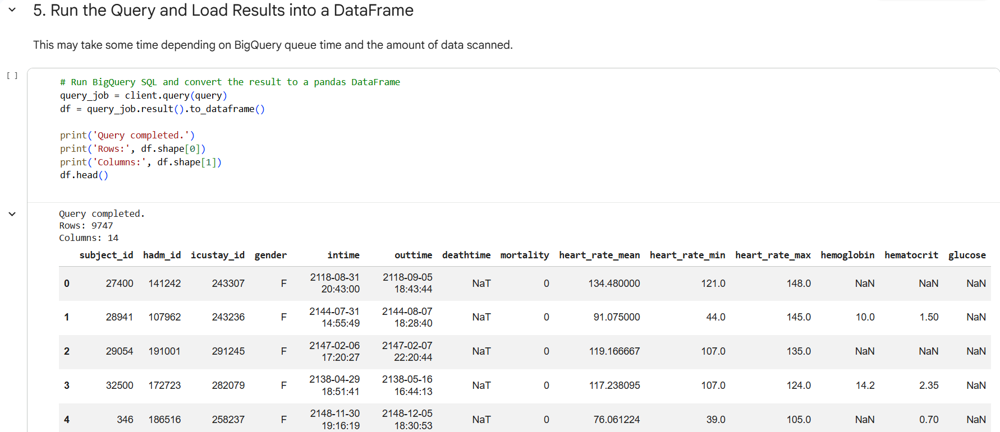 5. Run the Query and Load Results into a DataFrame
This may take some time depending on BigQuery queue time and the amount of data scanned.
[ ]
# Run BigQuery SQL and convert the result to a pandas DataFrame
query_job = client.query(query)
df = query_job.result().to_dataframe()
print('Query completed.')
print('Rows:', df.shape[0])
print('Columns:', df.shape[1])
df.head()
Query completed.
Rows: 9747
Columns: 14
subject_id hadm_id icustay_id gender intime outtime deathtime mortality heart_rate_mean heart_rate_min heart_rate_max hemoglobin hematocrit glucose
0 27400 141242 243307 F 2118-08-31 20:43:00 2118-09-05 18:43:44 NaT 0 134.480000 121.0 148.0 NaN NaN NaN
1 28941 107962 243236 F 2144-07-31 14:55:49 2144-08-07 18:28:40 NaT 0 91.075000 44.0 145.0 10.0 1.50 NaN
2 29054 191001 291245 F 2147-02-06 17:20:27 2147-02-07 22:20:44 NaT 0 119.166667 107.0 135.0 NaN NaN NaN
3 32500 172723 282079 F 2138-04-29 18:51:41 2138-05-16 16:44:13 NaT 0 117.238095 107.0 124.0 14.2 2.35 NaN
4 346 186516 258237 F 2148-11-30 19:16:19 2148-12-05 18:30:53 NaT 0 76.061224 39.0 105.0 NaN 0.70 NaN